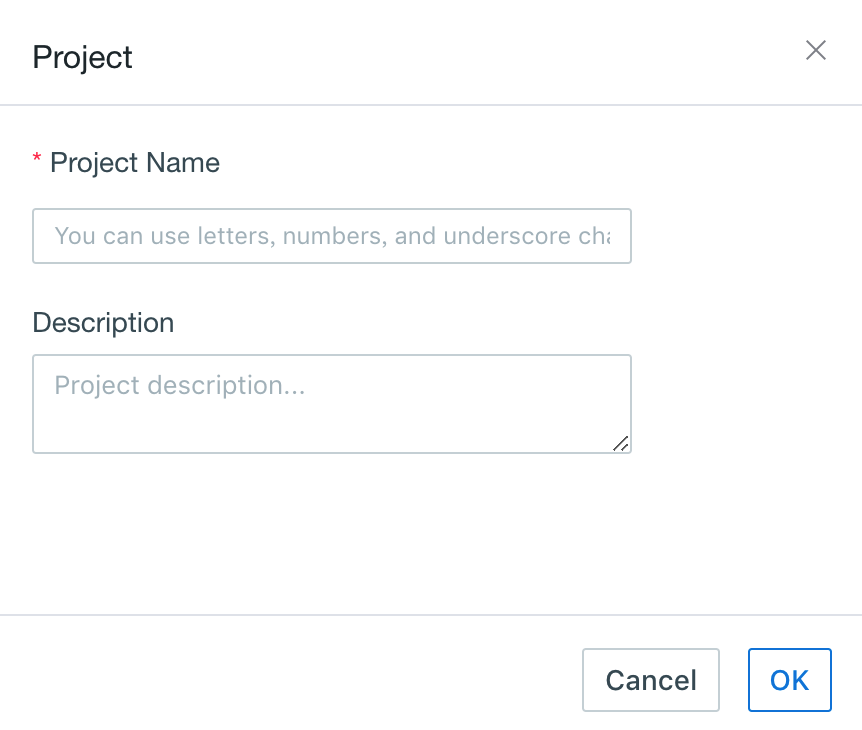 Project
* Project Name
You can use letters, numbers, and underscore
Description
Project description...
Cancel
OK